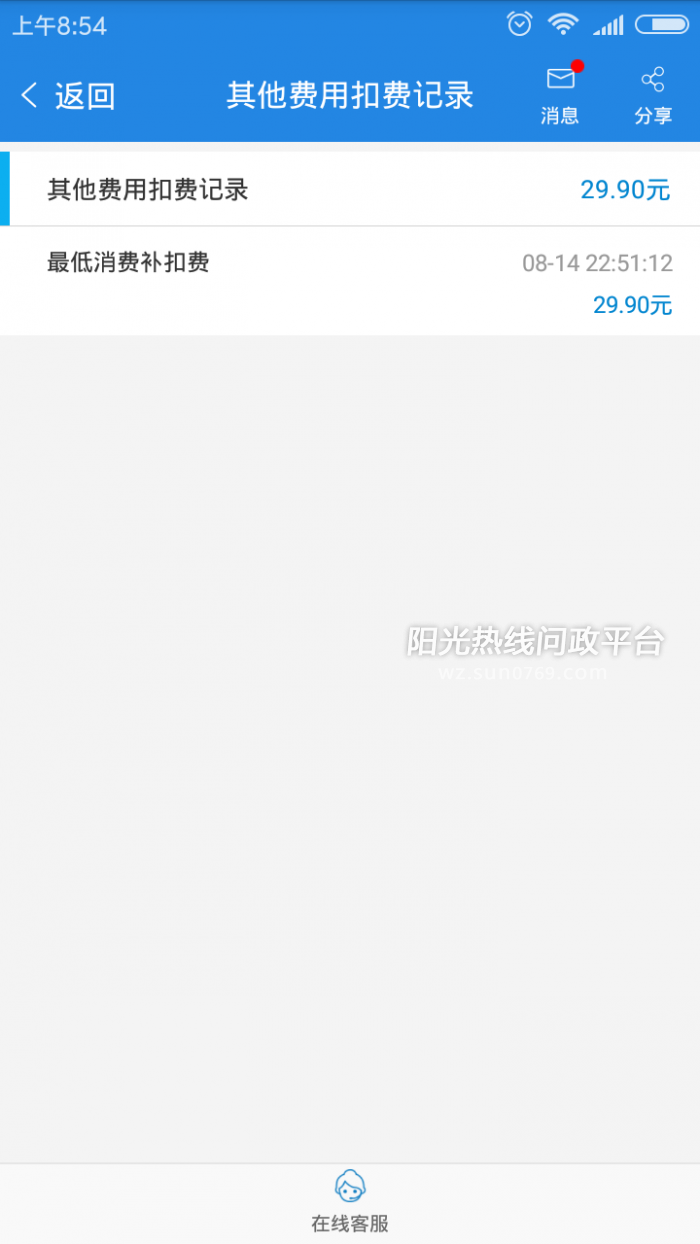 上午8:54
返回
其他费用扣费记录
消息
分享
其他费用扣费记录 29.90元
最低消费补扣费 08-14 22:51:12
29.90元
阳光热线问政平台
wz.sun0769.com
在线客服